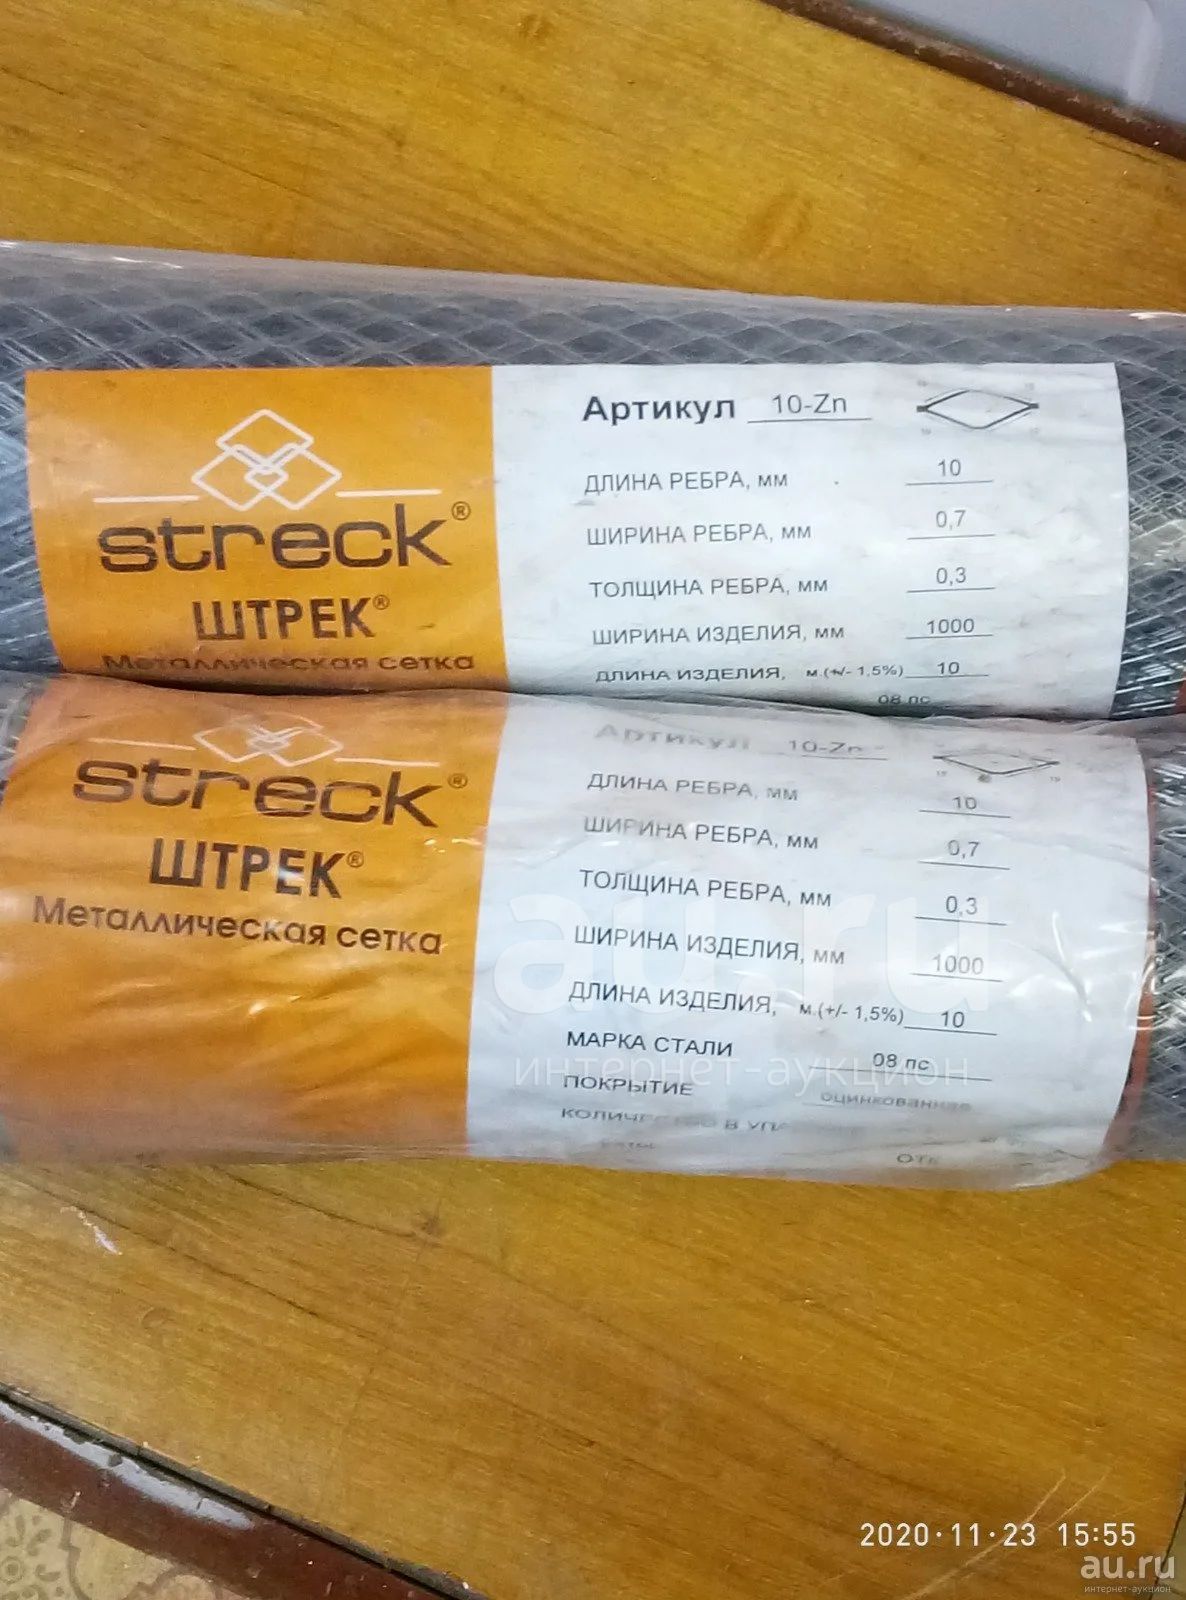 Артикул 10-Zn
streck®
ШТРЕК®
Металлическая сетка
ДЛИНА РЕБРА, мм 10
ШИРИНА РЕБРА, мм 0,7
ТОЛЩИНА РЕБРА, мм 0,3
ШИРИНА ИЗДЕЛИЯ, мм 1000
ДЛИНА ИЗДЕЛИЯ, м.(+/- 1,5%) 10
08 пс
streck®
ШТРЕК®
Металлическая сетка
Артикул 10-Zn
ДЛИНА РЕБРА, мм 10
ШИРИНА РЕБРА, мм 0,7
ТОЛЩИНА РЕБРА, мм 0,3
ШИРИНА ИЗДЕЛИЯ, мм 1000
ДЛИНА ИЗДЕЛИЯ, м.(+/- 1,5%) 10
МАРКА СТАЛИ 08 пс
ПОКРЫТИЕ оцинкованная
КОЛИЧЕСТВО В
au.ru
интернет-аукцион
2020·11·23 15:55
au.ru
интернет-аукцион